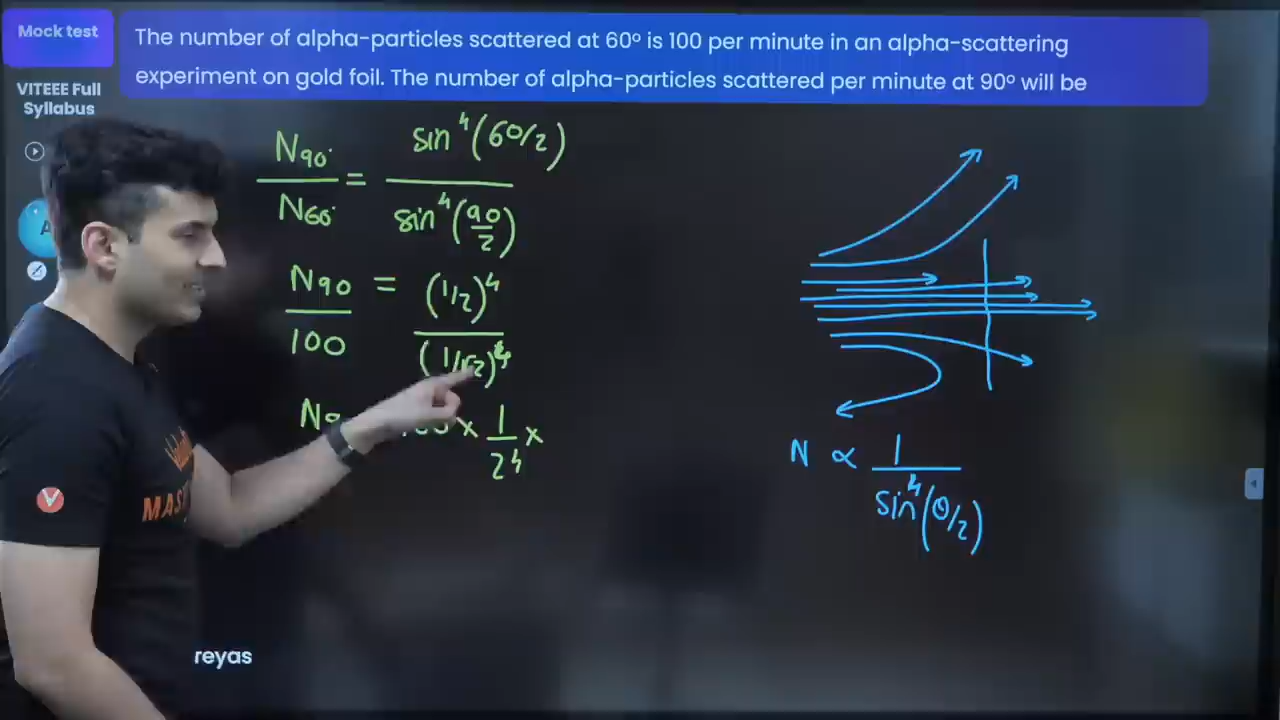 Mock test
The number of alpha-particles scattered at 60º is 100 per minute in an alpha-scattering
experiment on gold foil. The number of alpha-particles scattered per minute at 90º will be
VITEEE Full
Syllabus
N90° / N60° = sin⁴(60/2) / sin⁴(90/2)
N90 / 100 = (1/2)⁴ / (1/√2)⁴
× 1/2⁴ ×
N ∝ 1 / sin⁴(θ/2)
V
MAS
reyas